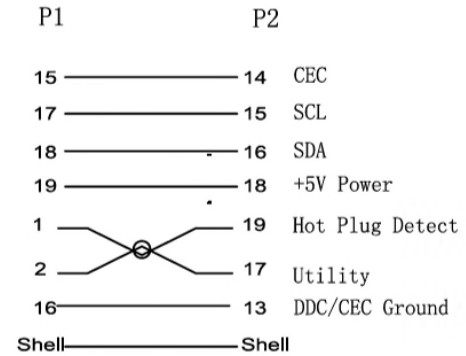 P1 P2
15 14 CEC
17 15 SCL
18 16 SDA
19 18 +5V Power
1 19 Hot Plug Detect
2 17 Utility
16 13 DDC/CEC Ground
Shell Shell